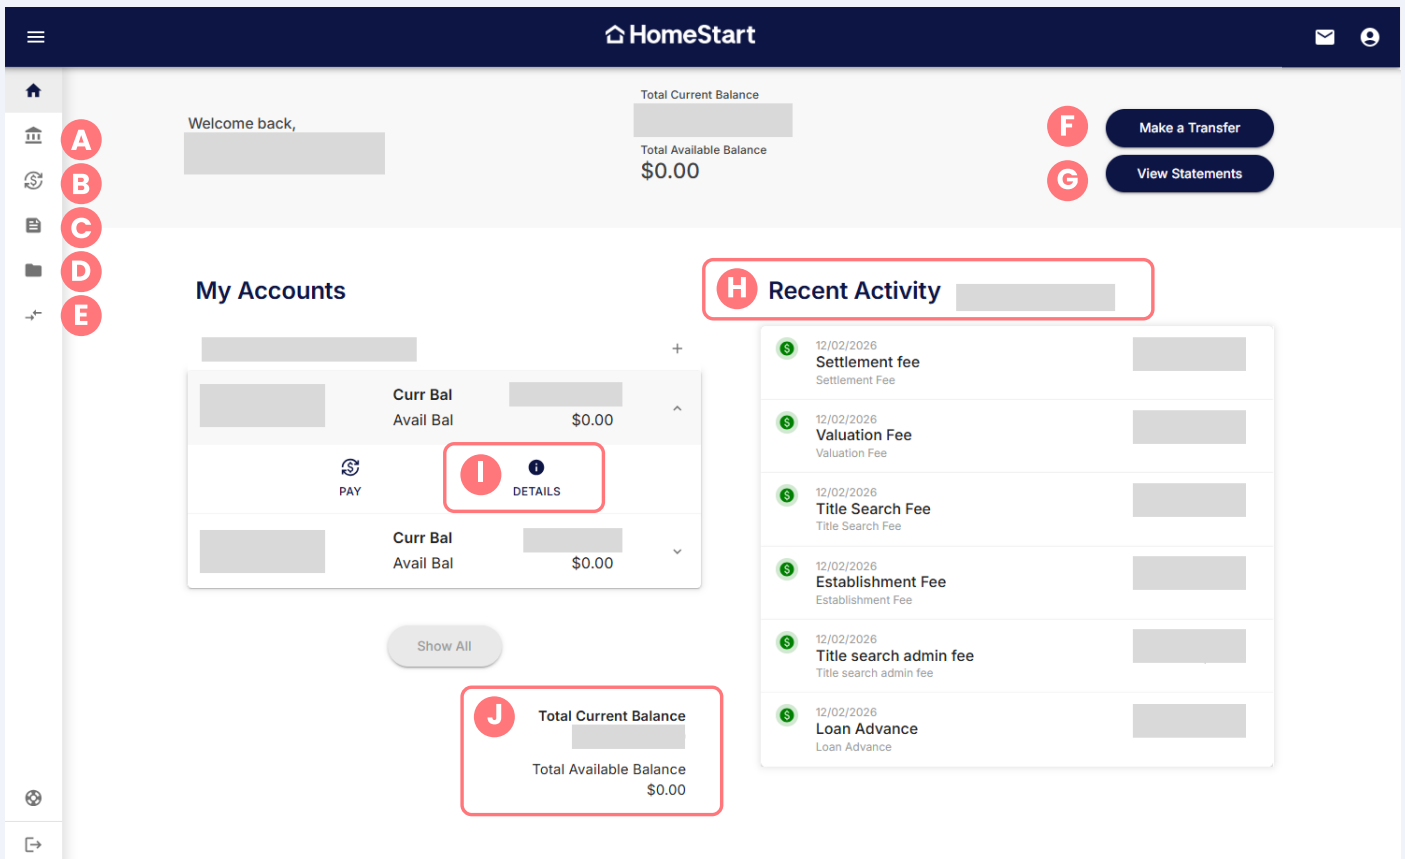 HomeStart
A
B
C
D
E
Welcome back,
Total Current Balance
Total Available Balance
$0.00
F
Make a Transfer
G
View Statements
My Accounts
Curr Bal
Avail Bal $0.00
PAY
I
DETAILS
Curr Bal
Avail Bal $0.00
Show All
J
Total Current Balance
Total Available Balance
$0.00
H
Recent Activity
12/02/2026
Settlement fee
Settlement Fee
12/02/2026
Valuation Fee
Valuation Fee
12/02/2026
Title Search Fee
Title Search Fee
12/02/2026
Establishment Fee
Establishment Fee
12/02/2026
Title search admin fee
Title search admin fee
12/02/2026
Loan Advance
Loan Advance